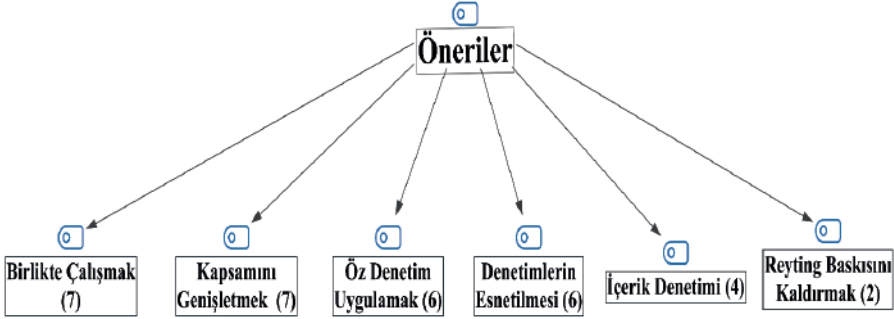 Öneriler
Birlikte Çalışmak
(7)
Kapsamını
Genişletmek (7)
Öz Denetim
Uygulamak (6)
Denetimlerin
Esnetilmesi (6)
İçerik Denetimi (4)
Reyting Baskısını
Kaldırmak (2)